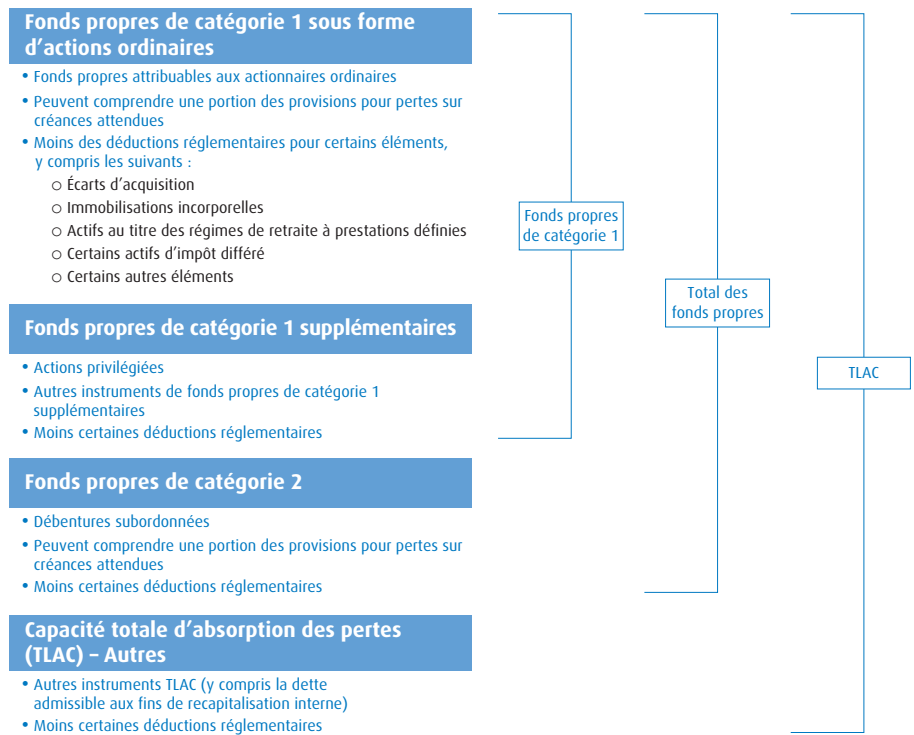 Fonds propres de catégorie 1 sous forme
d’actions ordinaires
• Fonds propres attribuables aux actionnaires ordinaires
• Peuvent comprendre une portion des provisions pour pertes sur
créances attendues
• Moins des déductions réglementaires pour certains éléments,
y compris les suivants :
○ Écarts d’acquisition
○ Immobilisations incorporelles
○ Actifs au titre des régimes de retraite à prestations définies
○ Certains actifs d’impôt différé
○ Certains autres éléments
Fonds propres de catégorie 1 supplémentaires
• Actions privilégiées
• Autres instruments de fonds propres de catégorie 1
supplémentaires
• Moins certaines déductions réglementaires
Fonds propres de catégorie 2
• Débentures subordonnées
• Peuvent comprendre une portion des provisions pour pertes sur
créances attendues
• Moins certaines déductions réglementaires
Capacité totale d’absorption des pertes
(TLAC) – Autres
• Autres instruments TLAC (y compris la dette
admissible aux fins de recapitalisation interne)
• Moins certaines déductions réglementaires
Fonds propres
de catégorie 1
Total des
fonds propres
TLAC